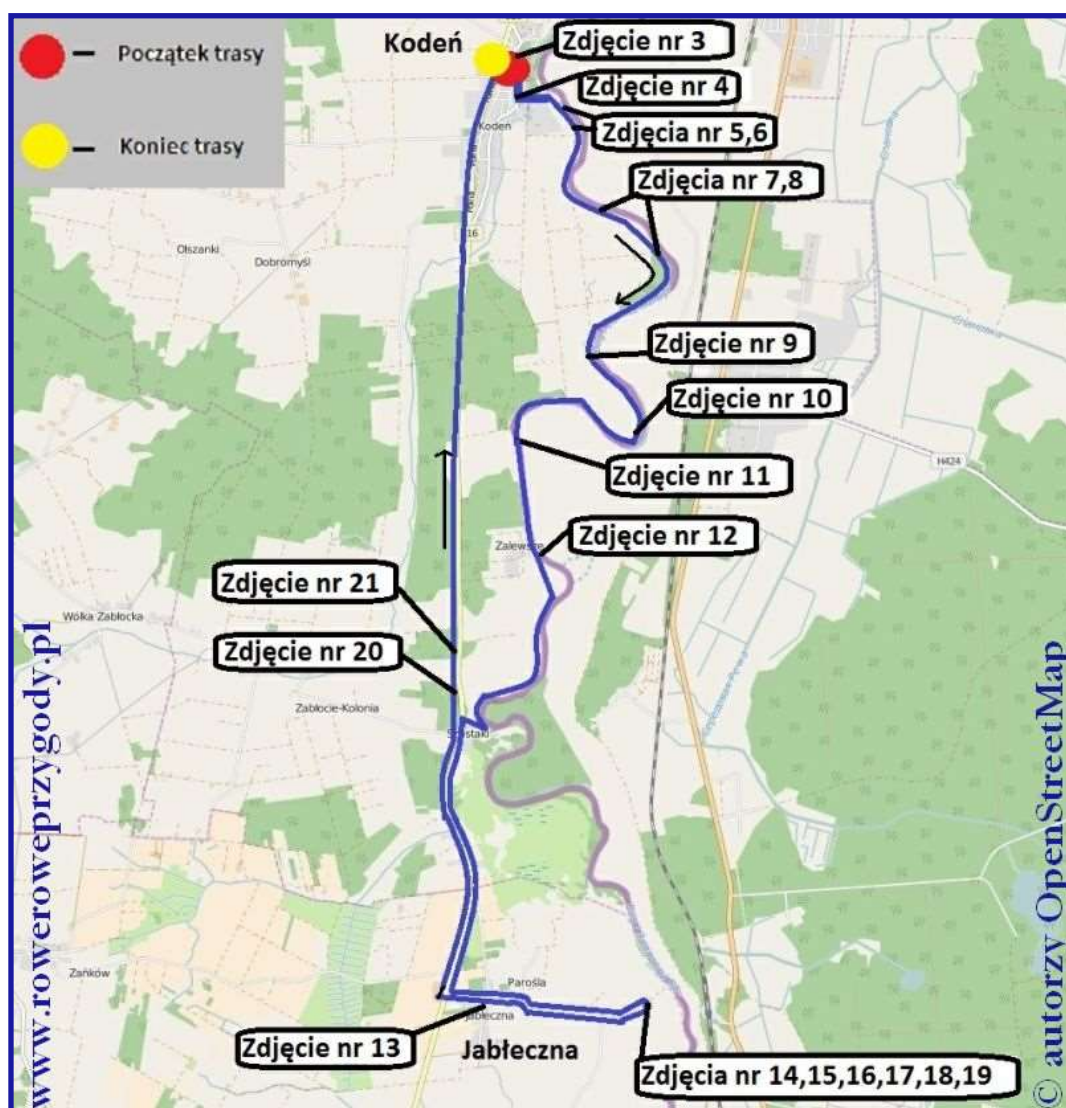 Początek trasy
Koniec trasy
Kodeń
Zdjęcie nr 3
Zdjęcie nr 4
Zdjęcia nr 5,6
Koden
Zdjęcia nr 7,8
16
Olszanki
Dobromyśl
Zdjęcie nr 9
Zdjęcie nr 10
H424
Zdjęcie nr 11
Zdjęcie nr 12
Zalewsze
Zdjęcie nr 21
Wólka Zabłocka
Zdjęcie nr 20
Zabłocie-Kolonia
Zańków
Parośla
Jabłeczna
Zdjęcie nr 13
Jabłeczna
Zdjęcia nr 14,15,16,17,18,19
www.roweroweprzygody.pl
© autorzy OpenStreetMap